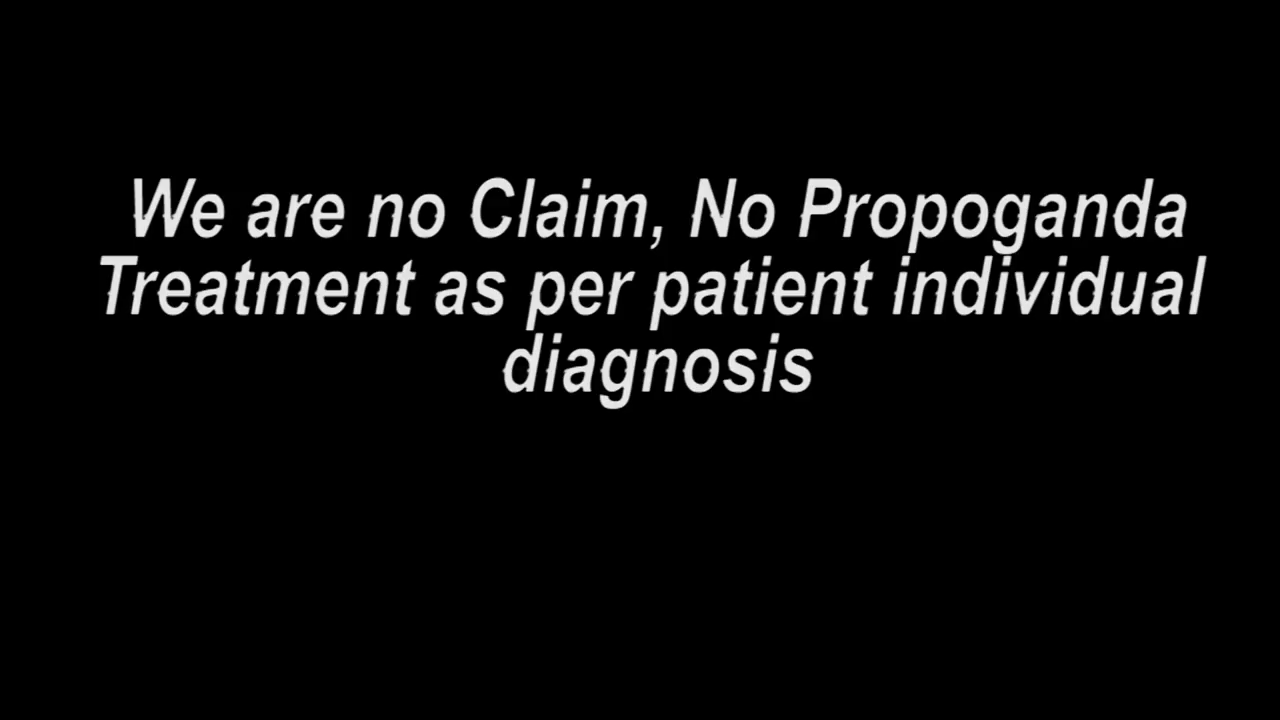 We are no Claim, No Propoganda
Treatment as per patient individual
diagnosis